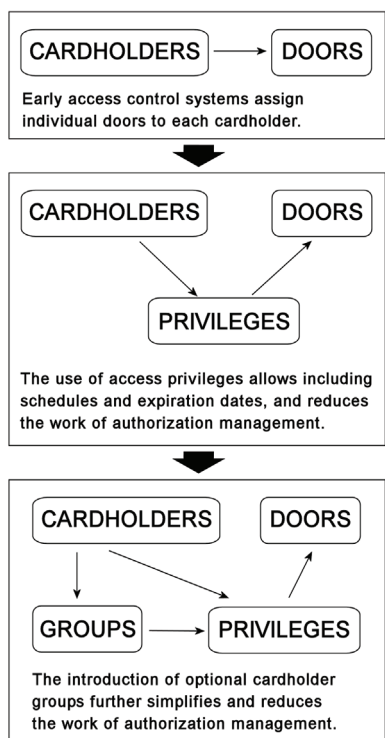 CARDHOLDERS DOORS
Early access control systems assign
individual doors to each cardholder.
CARDHOLDERS DOORS
PRIVILEGES
The use of access privileges allows including
schedules and expiration dates, and reduces
the work of authorization management.
CARDHOLDERS DOORS
GROUPS PRIVILEGES
The introduction of optional cardholder
groups further simplifies and reduces
the work of authorization management.